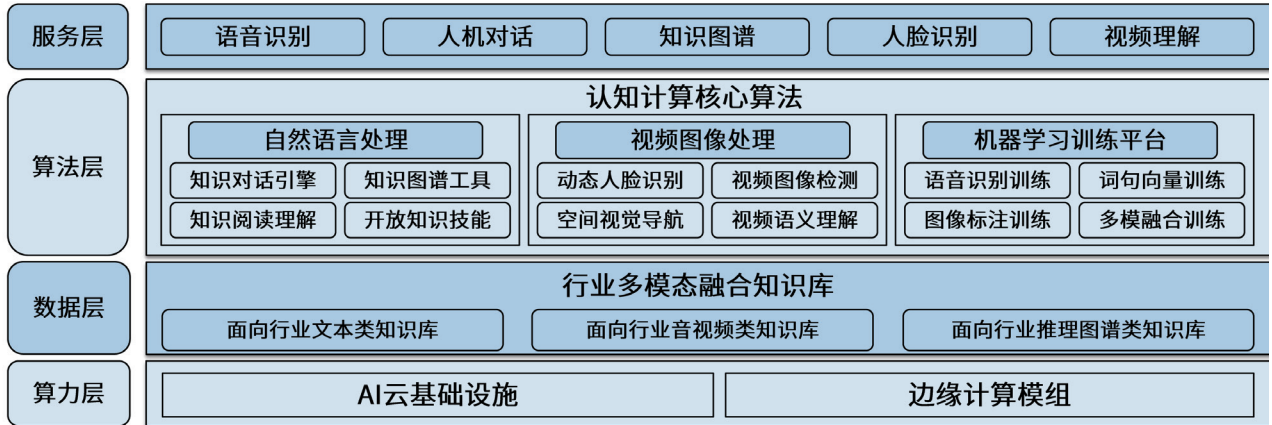 服务层
语音识别 人机对话 知识图谱 人脸识别 视频理解
算法层
认知计算核心算法
自然语言处理
知识对话引擎 知识图谱工具
知识阅读理解 开放知识技能
视频图像处理
动态人脸识别 视频图像检测
空间视觉导航 视频语义理解
机器学习训练平台
语音识别训练 词句向量训练
图像标注训练 多模融合训练
数据层
行业多模态融合知识库
面向行业文本类知识库 面向行业音视频类知识库 面向行业推理图谱类知识库
算力层
AI云基础设施 边缘计算模组